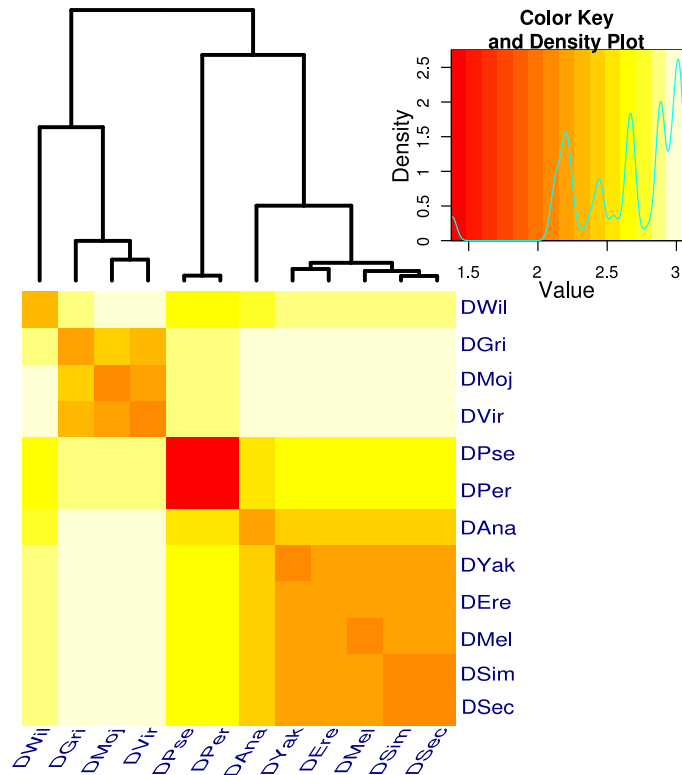 Color Key
and Density Plot
Density
0
0.5
1
1.5
2
2.5
1.5 2 2.5 3
Value
DWil
DGri
DMoj
DVir
DPse
DPer
DAna
DYak
DEre
DMel
DSim
DSec
DWil DGri DMoj DVir DPse DPer DAna DYak DEre DMel DSim DSec